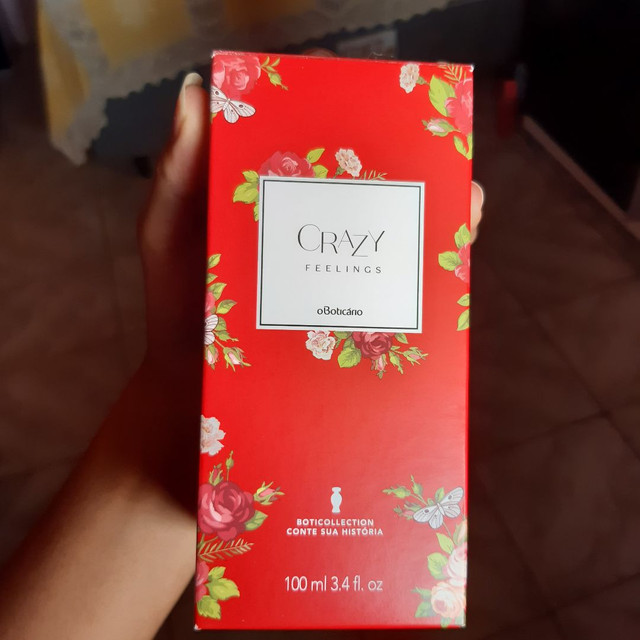 CRAZY
FEELINGS
oBoticário
BOTICOLLECTION
CONTE SUA HISTÓRIA
100 ml 3.4 fl. oz